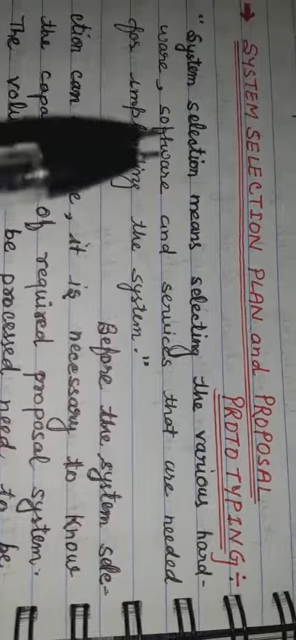 → SYSTEM SELECTION PLAN and PROPOSAL
PROTOTYPING :-
"System selection means selecting the various hard-
ware, software and services that are needed
for the system."
Before the system sele-
ction can , it is necessary to know
the of required proposal system.
The be processed need to be